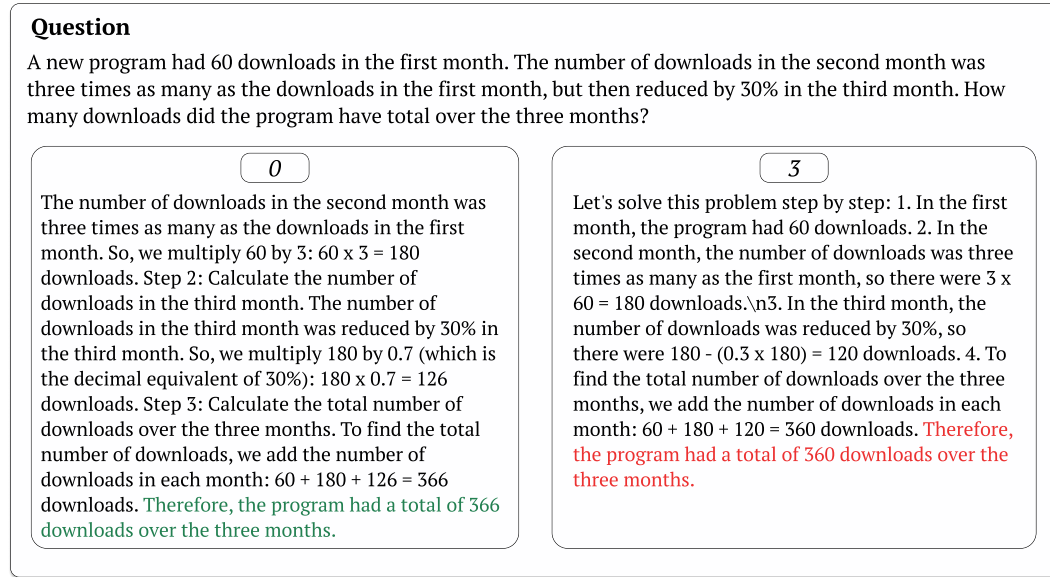 Question
A new program had 60 downloads in the first month. The number of downloads in the second month was
three times as many as the downloads in the first month, but then reduced by 30% in the third month. How
many downloads did the program have total over the three months?
0
The number of downloads in the second month was
three times as many as the downloads in the first
month. So, we multiply 60 by 3: 60 x 3 = 180
downloads. Step 2: Calculate the number of
downloads in the third month. The number of
downloads in the third month was reduced by 30% in
the third month. So, we multiply 180 by 0.7 (which is
the decimal equivalent of 30%): 180 x 0.7 = 126
downloads. Step 3: Calculate the total number of
downloads over the three months. To find the total
number of downloads, we add the number of
downloads in each month: 60 + 180 + 126 = 366
downloads. Therefore, the program had a total of 366
downloads over the three months.
3
Let's solve this problem step by step: 1. In the first
month, the program had 60 downloads. 2. In the
second month, the number of downloads was three
times as many as the first month, so there were 3 x
60 = 180 downloads.\n3. In the third month, the
number of downloads was reduced by 30%, so
there were 180 - (0.3 x 180) = 120 downloads. 4. To
find the total number of downloads over the three
months, we add the number of downloads in each
month: 60 + 180 + 120 = 360 downloads. Therefore,
the program had a total of 360 downloads over the
three months.